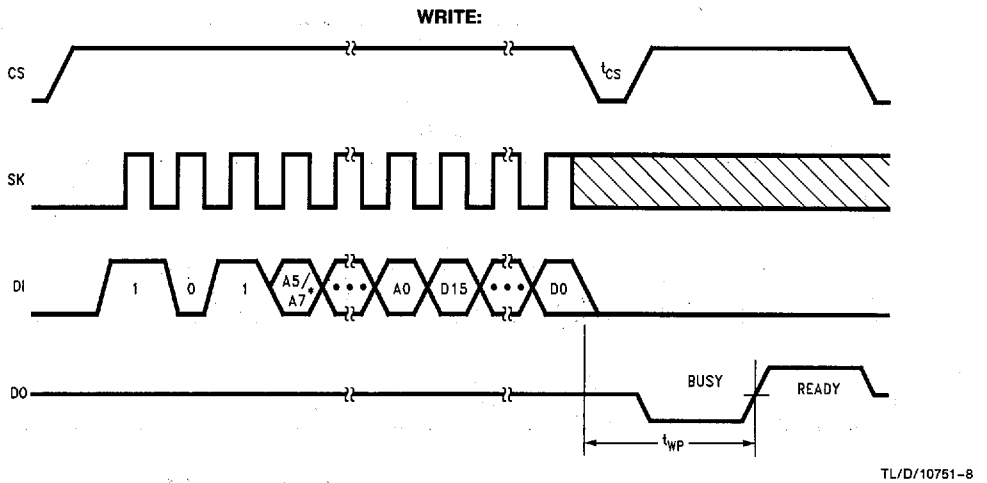 WRITE:
CS
tCS
SK
DI
1 0 1 A5/A7* ••• A0 D15 ••• D0
DO
BUSY
READY
tWP
TL/D/10751-8